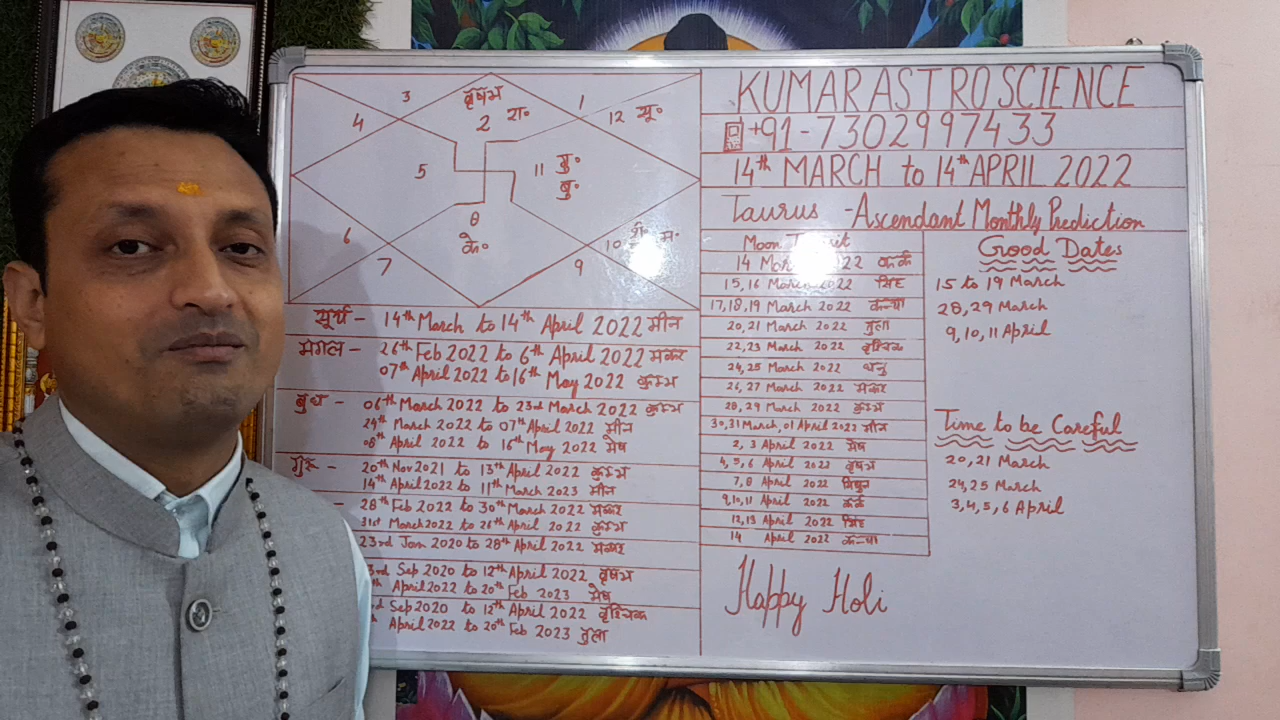 3
वृषभ
1
4
2 रा॰
12 सू॰
5
11 गु॰
बु॰
8
के॰
6
10 श॰ मं॰
7
9
सूर्य - 14th March to 14th April 2022 मीन
मंगल - 26th Feb 2022 to 6th April 2022 मकर
07th April 2022 to 16th May 2022 कुम्भ
बुध - 06th March 2022 to 23rd March 2022 कुम्भ
24th March 2022 to 07th April 2022 मीन
08th April 2022 to 16th May 2022 मेष
गुरु - 20th Nov 2021 to 13th April 2022 कुम्भ
14th April 2022 to 11th March 2023 मीन
- 28th Feb 2022 to 30th March 2022 मकर
31st March 2022 to 28th April 2022 कुम्भ
23rd Jan 2020 to 28th April 2022 मकर
3rd Sep 2020 to 12th April 2022 वृषभ
th April 2022 to 20th Feb 2023 मेष
d Sep 2020 to 12th April 2022 वृश्चिक
April 2022 to 20th Feb 2023 तुला
KUMAR ASTRO SCIENCE
+91-7302997433
14th MARCH to 14th APRIL 2022
Taurus - Ascendant Monthly Prediction
Moon Transit
14 March 2022 कर्क
15, 16 March 2022 सिंह
17, 18, 19 March 2022 कन्या
20, 21 March 2022 तुला
22, 23 March 2022 वृश्चिक
24, 25 March 2022 धनु
26, 27 March 2022 मकर
28, 29 March 2022 कुम्भ
30, 31 March, 01 April 2022 मीन
2, 3 April 2022 मेष
4, 5, 6 April 2022 वृषभ
7, 8 April 2022 मिथुन
9, 10, 11 April 2022 कर्क
12, 13 April 2022 सिंह
14 April 2022 कन्या
Good Dates
15 to 19 March
28, 29 March
9, 10, 11 April
Time to be Careful
20, 21 March
24, 25 March
3, 4, 5, 6 April
Happy Holi